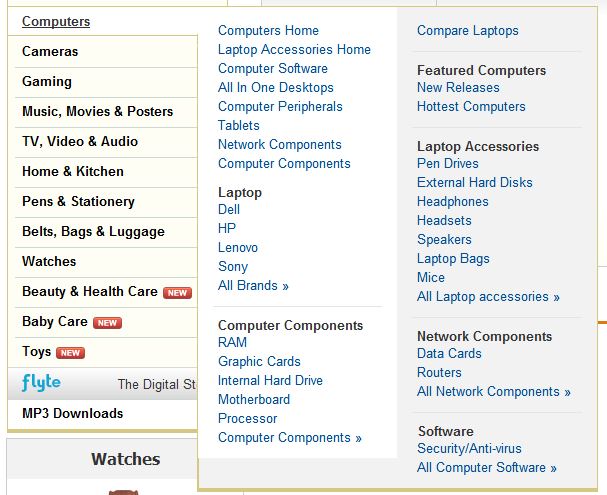 Computers
Cameras
Gaming
Music, Movies & Posters
TV, Video & Audio
Home & Kitchen
Pens & Stationery
Belts, Bags & Luggage
Watches
Beauty & Health Care NEW
Baby Care NEW
Toys NEW
flyte The Digital St
MP3 Downloads
Watches
Computers Home
Laptop Accessories Home
Computer Software
All In One Desktops
Computer Peripherals
Tablets
Network Components
Computer Components
Laptop
Dell
HP
Lenovo
Sony
All Brands »
Computer Components
RAM
Graphic Cards
Internal Hard Drive
Motherboard
Processor
Computer Components »
Compare Laptops
Featured Computers
New Releases
Hottest Computers
Laptop Accessories
Pen Drives
External Hard Disks
Headphones
Headsets
Speakers
Laptop Bags
Mice
All Laptop accessories »
Network Components
Data Cards
Routers
All Network Components »
Software
Security/Anti-virus
All Computer Software »